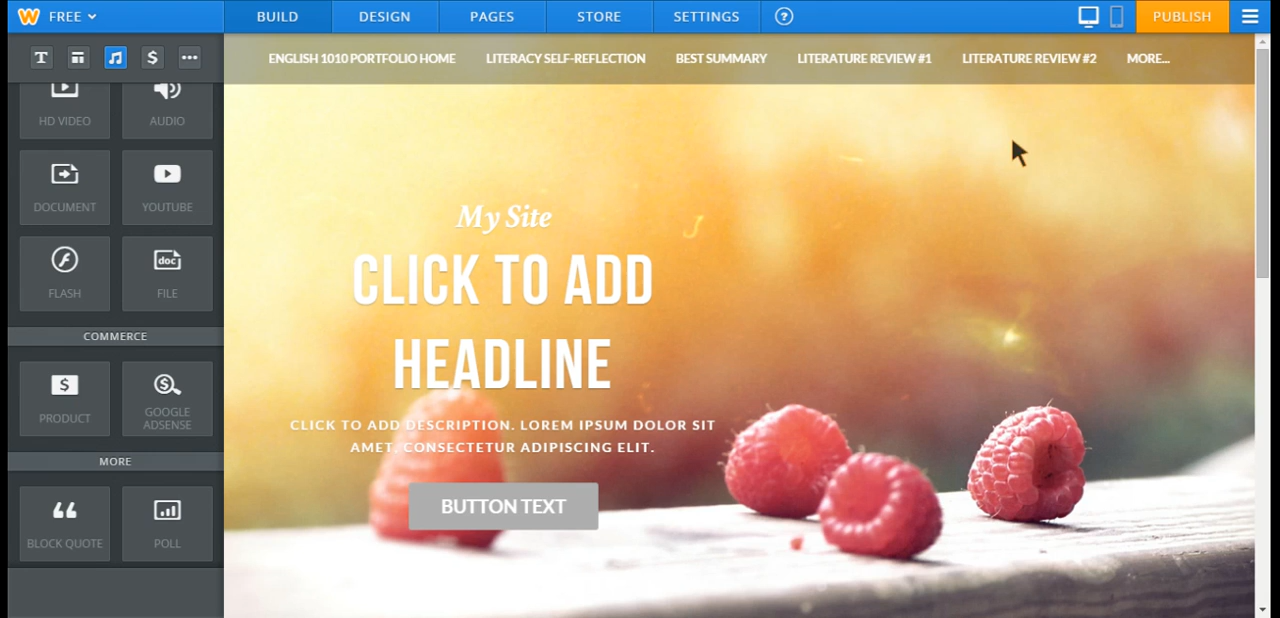 FREE BUILD DESIGN PAGES STORE SETTINGS ? PUBLISH
T $
ENGLISH 1010 PORTFOLIO HOME LITERACY SELF-REFLECTION BEST SUMMARY LITERATURE REVIEW #1 LITERATURE REVIEW #2 MORE...
HD VIDEO AUDIO
DOCUMENT YOUTUBE
doc
FLASH FILE
COMMERCE
$ $
PRODUCT GOOGLE
ADSENSE
MORE
BLOCK QUOTE POLL
My Site
CLICK TO ADD
HEADLINE
CLICK TO ADD DESCRIPTION. LOREM IPSUM DOLOR SIT
AMET, CONSECTETUR ADIPISCING ELIT.
BUTTON TEXT